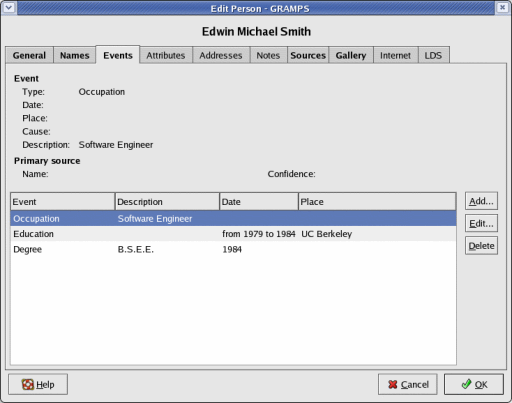 Edit Person - GRAMPS
Edwin Michael Smith
General Names Events Attributes Addresses Notes Sources Gallery Internet LDS
Event
Type: Occupation
Date:
Place:
Cause:
Description: Software Engineer
Primary source
Name: Confidence:
Event Description Date Place
Add...
Occupation Software Engineer
Edit...
Education from 1979 to 1984 UC Berkeley
Delete
Degree B.S.E.E. 1984
Help Cancel OK